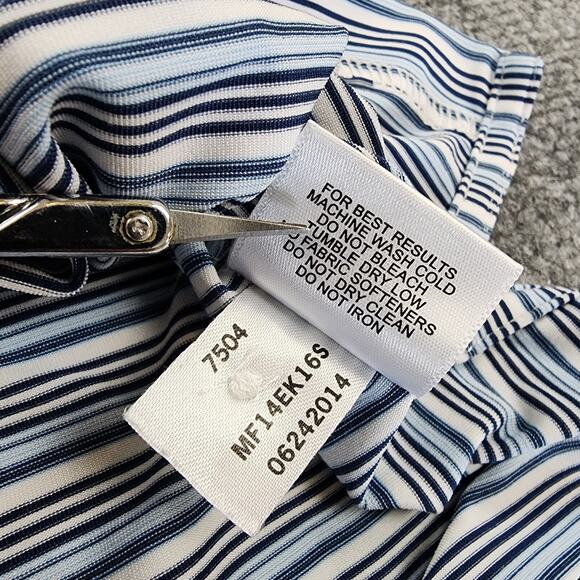 FOR BEST RESULTS
MACHINE WASH COLD
DO NOT BLEACH
TUMBLE DRY LOW
FABRIC SOFTENERS
DO NOT DRY CLEAN
DO NOT IRON
7504
MF14EK16S
06242014